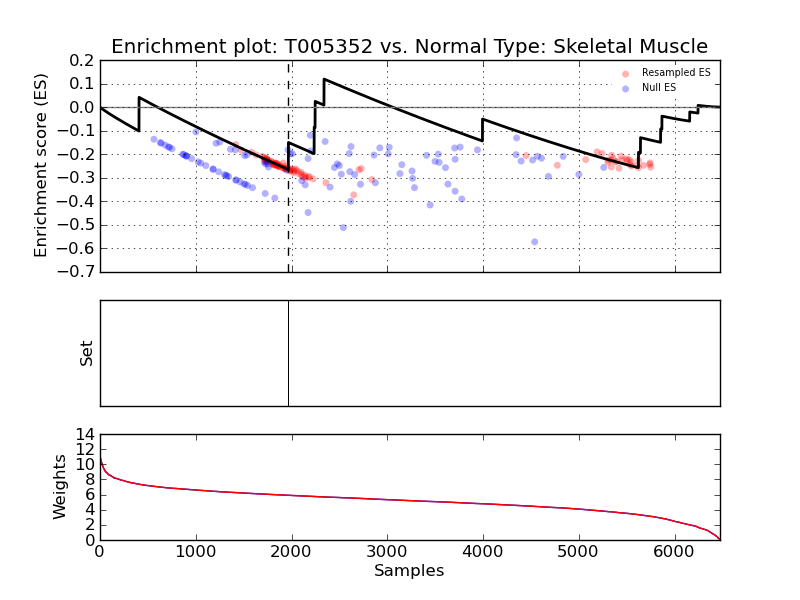 Enrichment plot: T005352 vs. Normal Type: Skeletal Muscle
Enrichment score (ES)
0.2
0.1
0.0
−0.1
−0.2
−0.3
−0.4
−0.5
−0.6
−0.7
Resampled ES
Null ES
Set
Weights
14
12
10
8
6
4
2
0
0 1000 2000 3000 4000 5000 6000
Samples